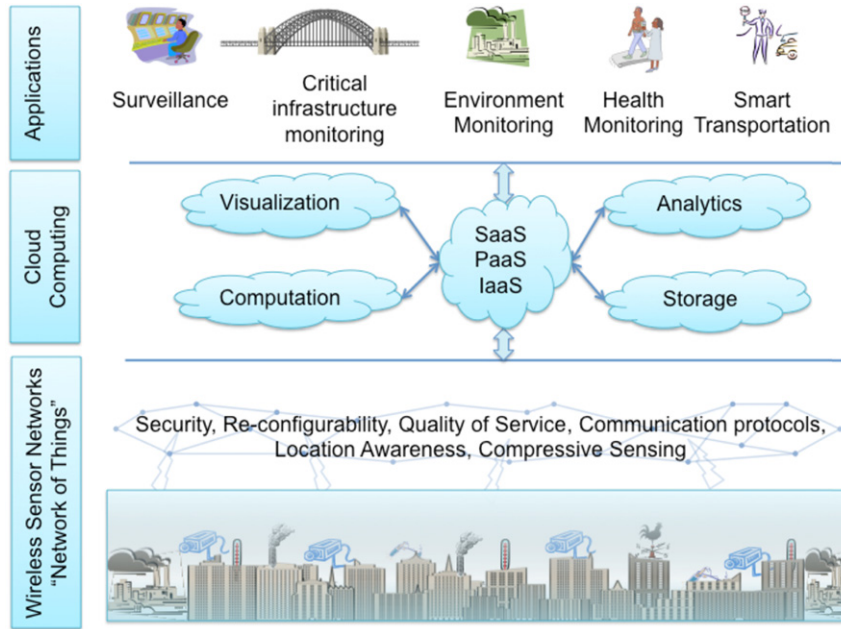 Applications
Surveillance
Critical
infrastructure
monitoring
Environment
Monitoring
Health
Monitoring
Smart
Transportation
Cloud
Computing
Visualization
Computation
SaaS
PaaS
IaaS
Analytics
Storage
Wireless Sensor Networks
“Network of Things”
Security, Re-configurability, Quality of Service, Communication protocols,
Location Awareness, Compressive Sensing